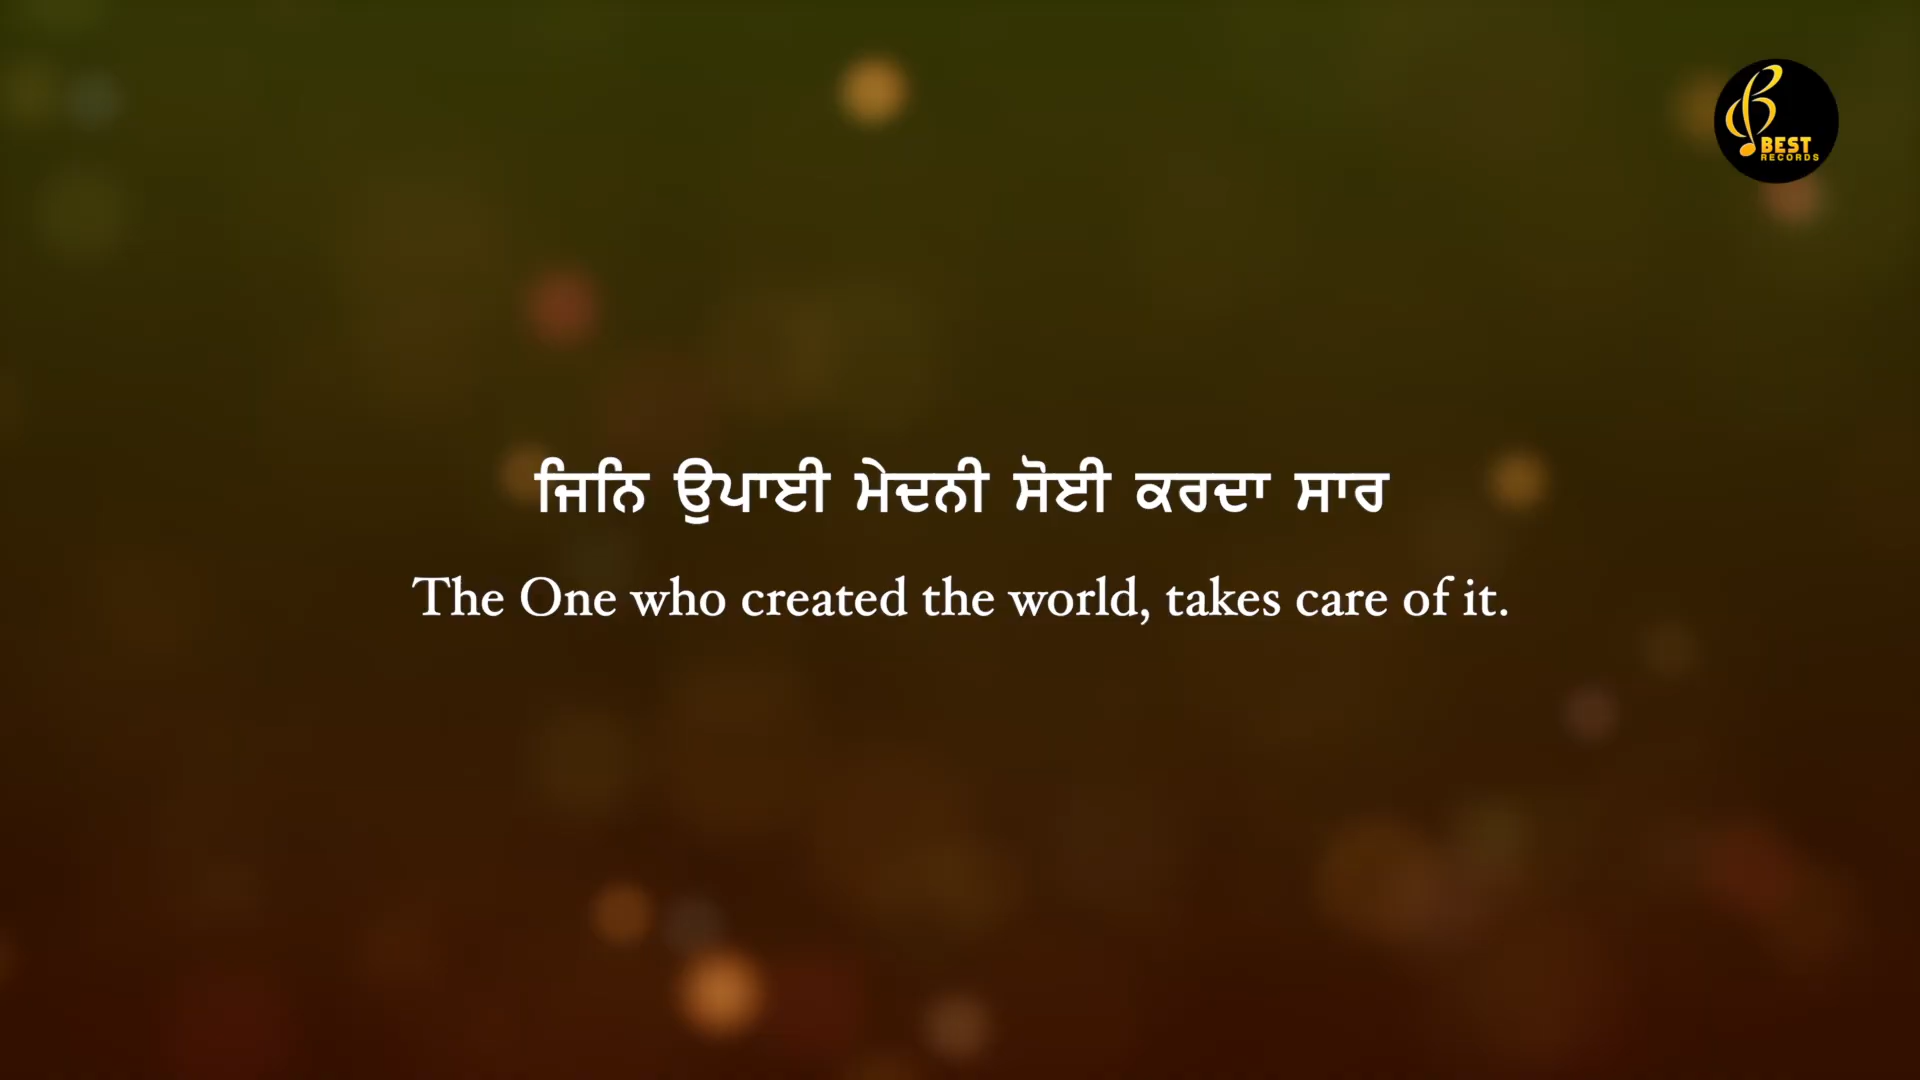 BEST
RECORDS
ਜਿਨਿ ਉਪਾਈ ਮੇਦਨੀ ਸੋਈ ਕਰਦਾ ਸਾਰ
The One who created the world, takes care of it.